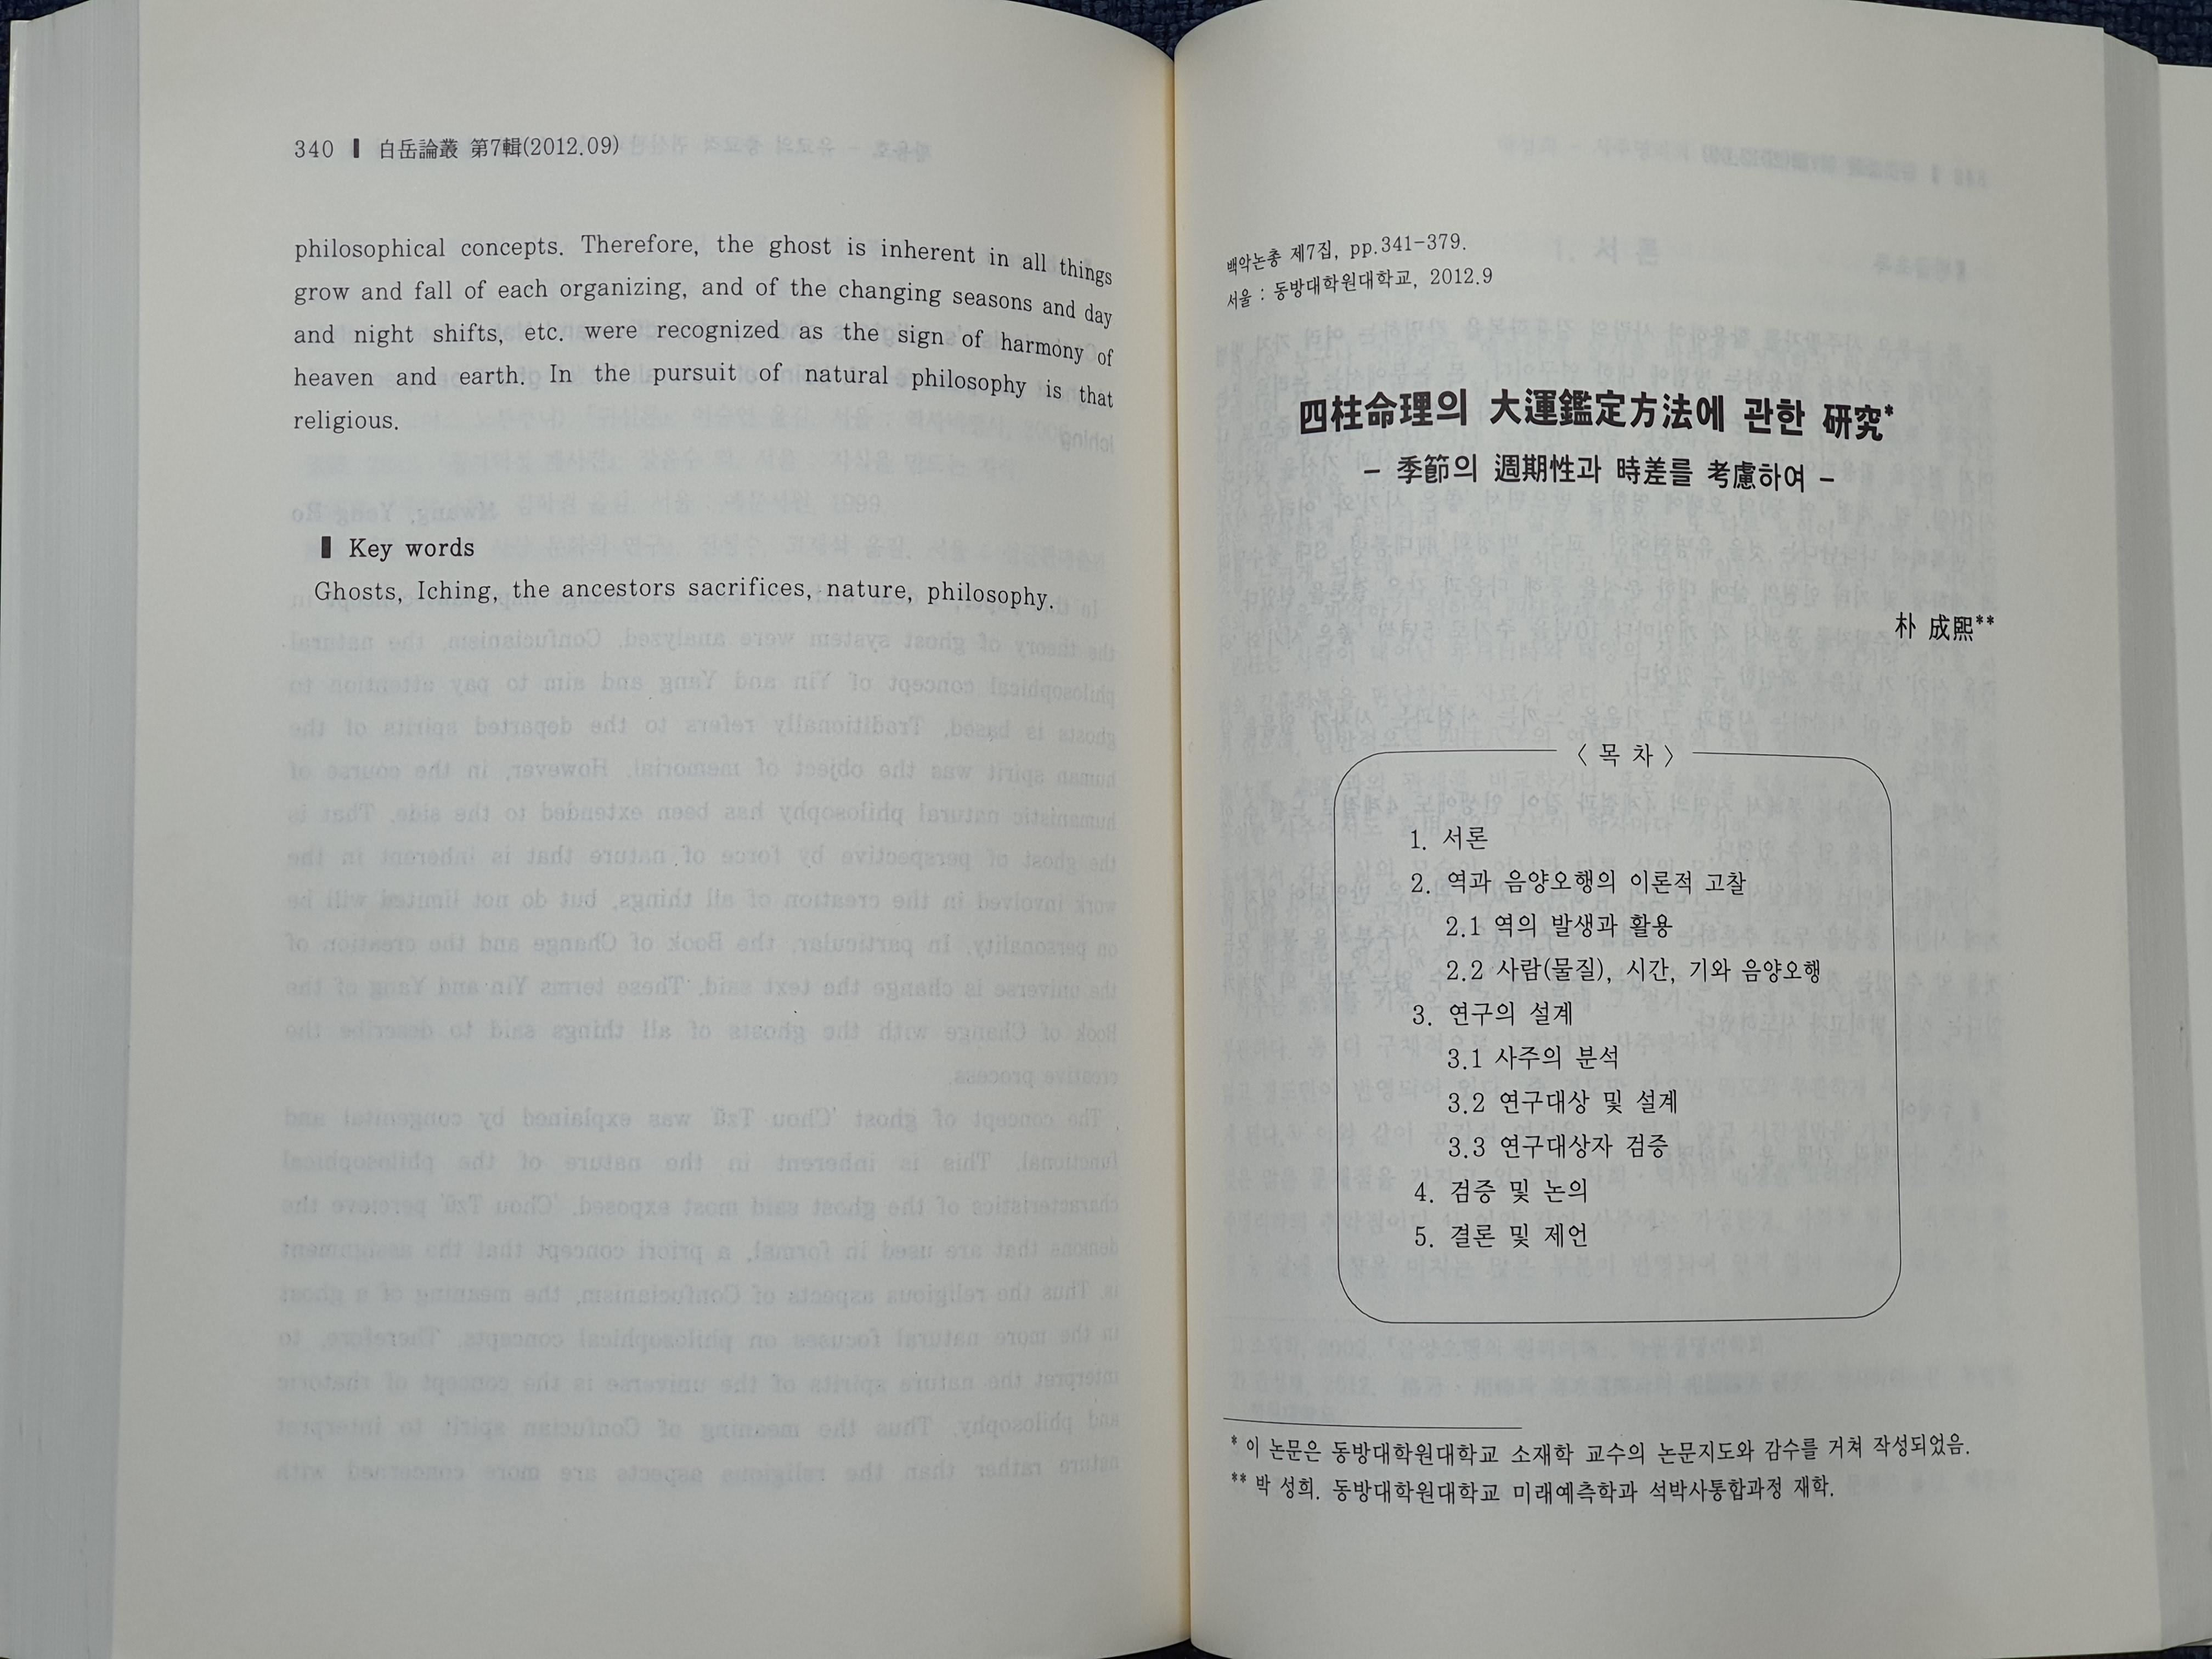 340 ▌ 白岳論叢 第7輯(2012.09)
philosophical concepts. Therefore, the ghost is inherent in all things
grow and fall of each organizing, and of the changing seasons and day
and night shifts, etc. were recognized as the sign of harmony of
heaven and earth. In the pursuit of natural philosophy is that
religious.
▌ Key words
Ghosts, Iching, the ancestors sacrifices, nature, philosophy.
백악논총 제7집, pp.341-379.
서울 : 동방대학원대학교, 2012.9
四柱命理의 大運鑑定方法에 관한 研究*
- 季節의 週期性과 時差를 考慮하여 -
朴 成熙**
〈 목 차 〉
1. 서론
2. 역과 음양오행의 이론적 고찰
2.1 역의 발생과 활용
2.2 사람(물질), 시간, 기와 음양오행
3. 연구의 설계
3.1 사주의 분석
3.2 연구대상 및 설계
3.3 연구대상자 검증
4. 검증 및 논의
5. 결론 및 제언
* 이 논문은 동방대학원대학교 소재학 교수의 논문지도와 감수를 거쳐 작성되었음.
** 박 성희. 동방대학원대학교 미래예측학과 석박사통합과정 재학.